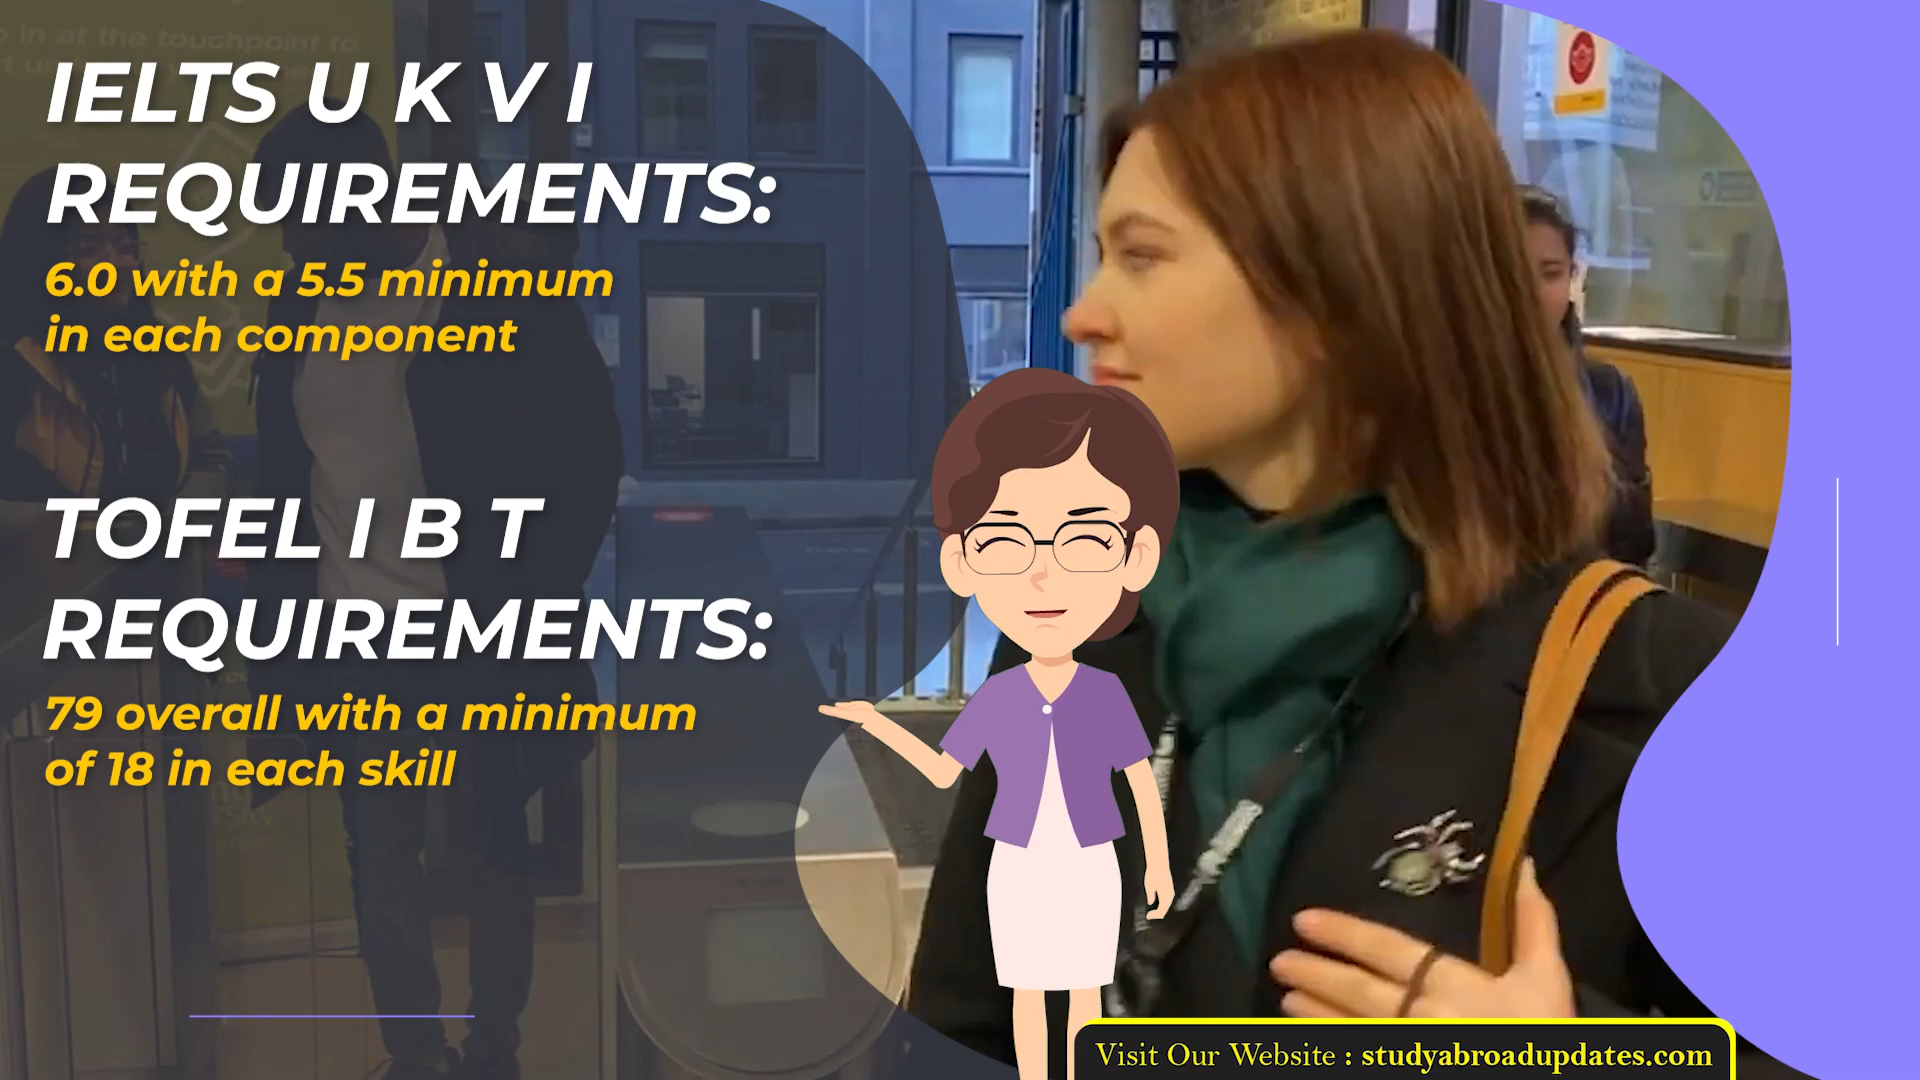 IELTS U K V I
REQUIREMENTS:
6.0 with a 5.5 minimum
in each component
TOFEL I B T
REQUIREMENTS:
79 overall with a minimum
of 18 in each skill
Visit Our Website : studyabroadupdates.com